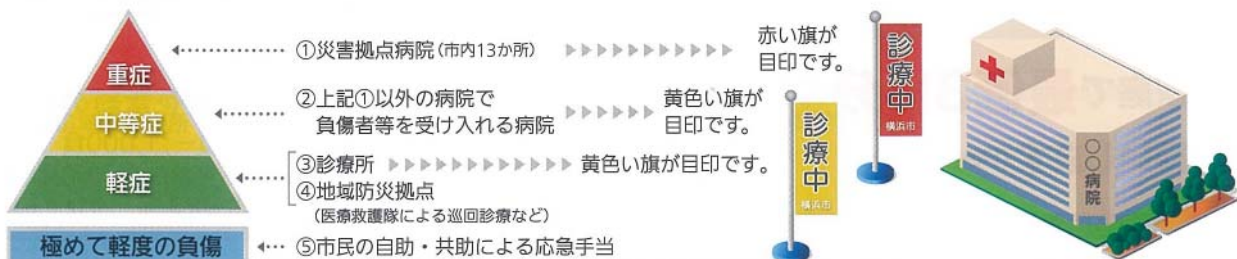 重症
①災害拠点病院(市内13か所)
赤い旗が
目印です。
中等症
②上記①以外の病院で
負傷者等を受け入れる病院
黄色い旗が
目印です。
軽症
③診療所
黄色い旗が目印です。
④地域防災拠点
(医療救護隊による巡回診療など)
極めて軽度の負傷
⑤市民の自助・共助による応急手当
診療中
横浜市
診療中
横浜市
〇〇病院